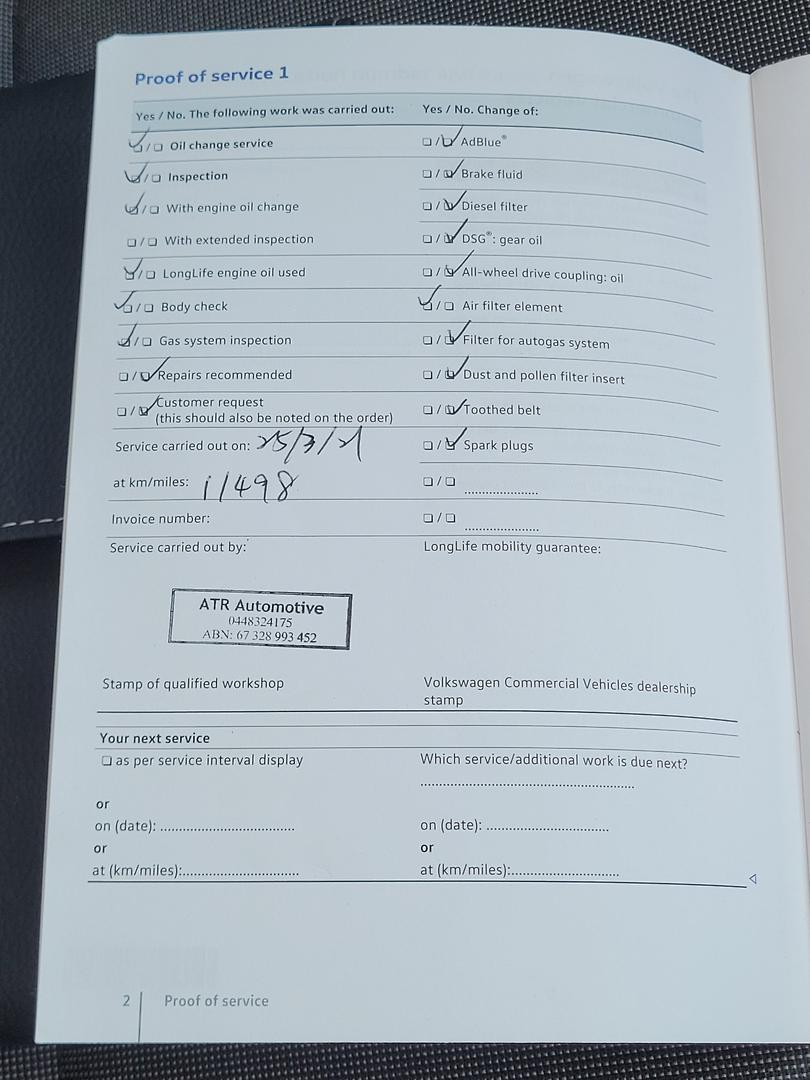 Proof of service 1
Yes / No. The following work was carried out:
☑/☐ Oil change service
☑/☐ Inspection
☑/☐ With engine oil change
☐/☐ With extended inspection
☑/☐ LongLife engine oil used
☑/☐ Body check
☑/☐ Gas system inspection
☐/☑ Repairs recommended
☐/☑ Customer request
(this should also be noted on the order)
Service carried out on: 25/3/21
at km/miles: 11498
Invoice number:
Service carried out by:
ATR Automotive
0448324175
ABN: 67 328 993 452
Stamp of qualified workshop
Yes / No. Change of:
☐/☑ AdBlue®
☐/☑ Brake fluid
☐/☑ Diesel filter
☐/☑ DSG®: gear oil
☐/☑ All-wheel drive coupling: oil
☑/☐ Air filter element
☐/☑ Filter for autogas system
☐/☑ Dust and pollen filter insert
☐/☑ Toothed belt
☐/☑ Spark plugs
☐/☐ ....................
☐/☐ ....................
LongLife mobility guarantee:
Volkswagen Commercial Vehicles dealership
stamp
Your next service
☐ as per service interval display
or
on (date): ....................
or
at (km/miles):....................
Which service/additional work is due next?
....................
on (date): ....................
or
at (km/miles):....................
2 Proof of service